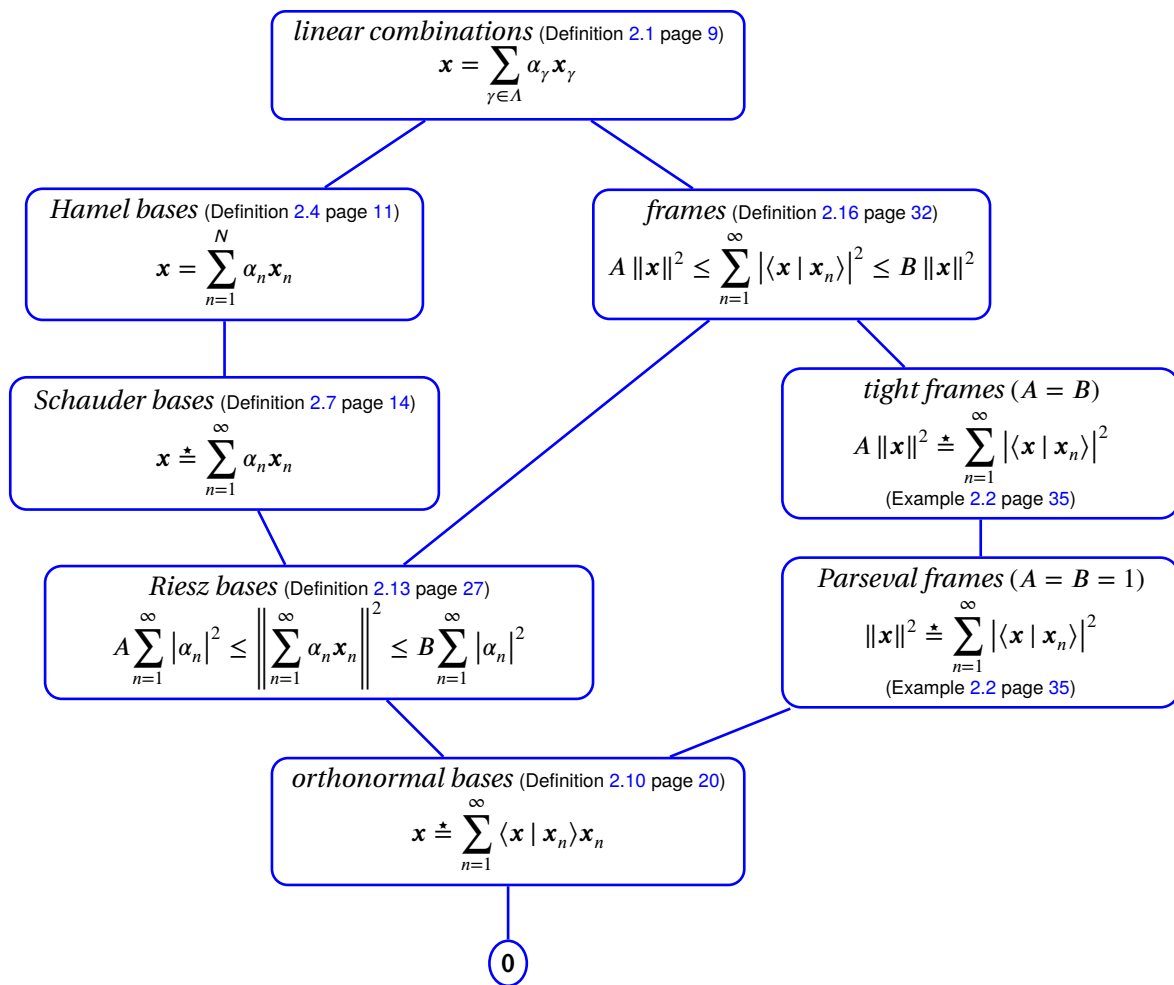 linear combinations (Definition 2.1 page 9)
x = ∑_{γ∈Λ} α_γ x_γ
Hamel bases (Definition 2.4 page 11)
x = ∑_{n=1}^{N} α_n x_n
frames (Definition 2.16 page 32)
A ‖x‖² ≤ ∑_{n=1}^{∞} |⟨x | x_n⟩|² ≤ B ‖x‖²
Schauder bases (Definition 2.7 page 14)
x ≛ ∑_{n=1}^{∞} α_n x_n
tight frames (A = B)
A ‖x‖² ≛ ∑_{n=1}^{∞} |⟨x | x_n⟩|²
(Example 2.2 page 35)
Riesz bases (Definition 2.13 page 27)
A ∑_{n=1}^{∞} |α_n|² ≤ ‖∑_{n=1}^{∞} α_n x_n‖² ≤ B ∑_{n=1}^{∞} |α_n|²
Parseval frames (A = B = 1)
‖x‖² ≛ ∑_{n=1}^{∞} |⟨x | x_n⟩|²
(Example 2.2 page 35)
orthonormal bases (Definition 2.10 page 20)
x ≛ ∑_{n=1}^{∞} ⟨x | x_n⟩ x_n
0